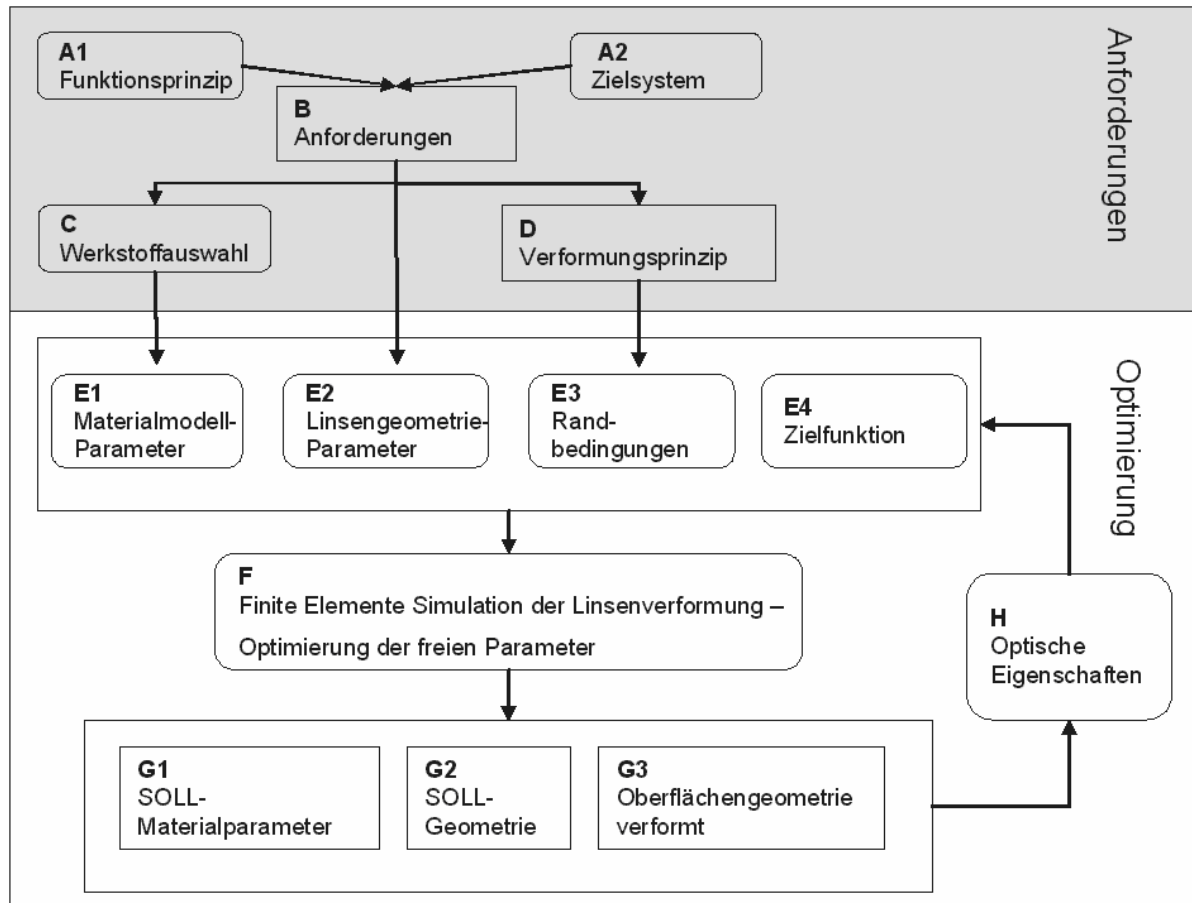 A1
Funktionsprinzip
A2
Zielsystem
Anforderungen
B
Anforderungen
C
Werkstoffauswahl
D
Verformungsprinzip
Optimierung
E1
Materialmodell-
Parameter
E2
Linsengeometrie-
Parameter
E3
Rand-
bedingungen
E4
Zielfunktion
F
Finite Elemente Simulation der Linsenverformung –
Optimierung der freien Parameter
H
Optische
Eigenschaften
G1
SOLL-
Materialparameter
G2
SOLL-
Geometrie
G3
Oberflächengeometrie
verformt